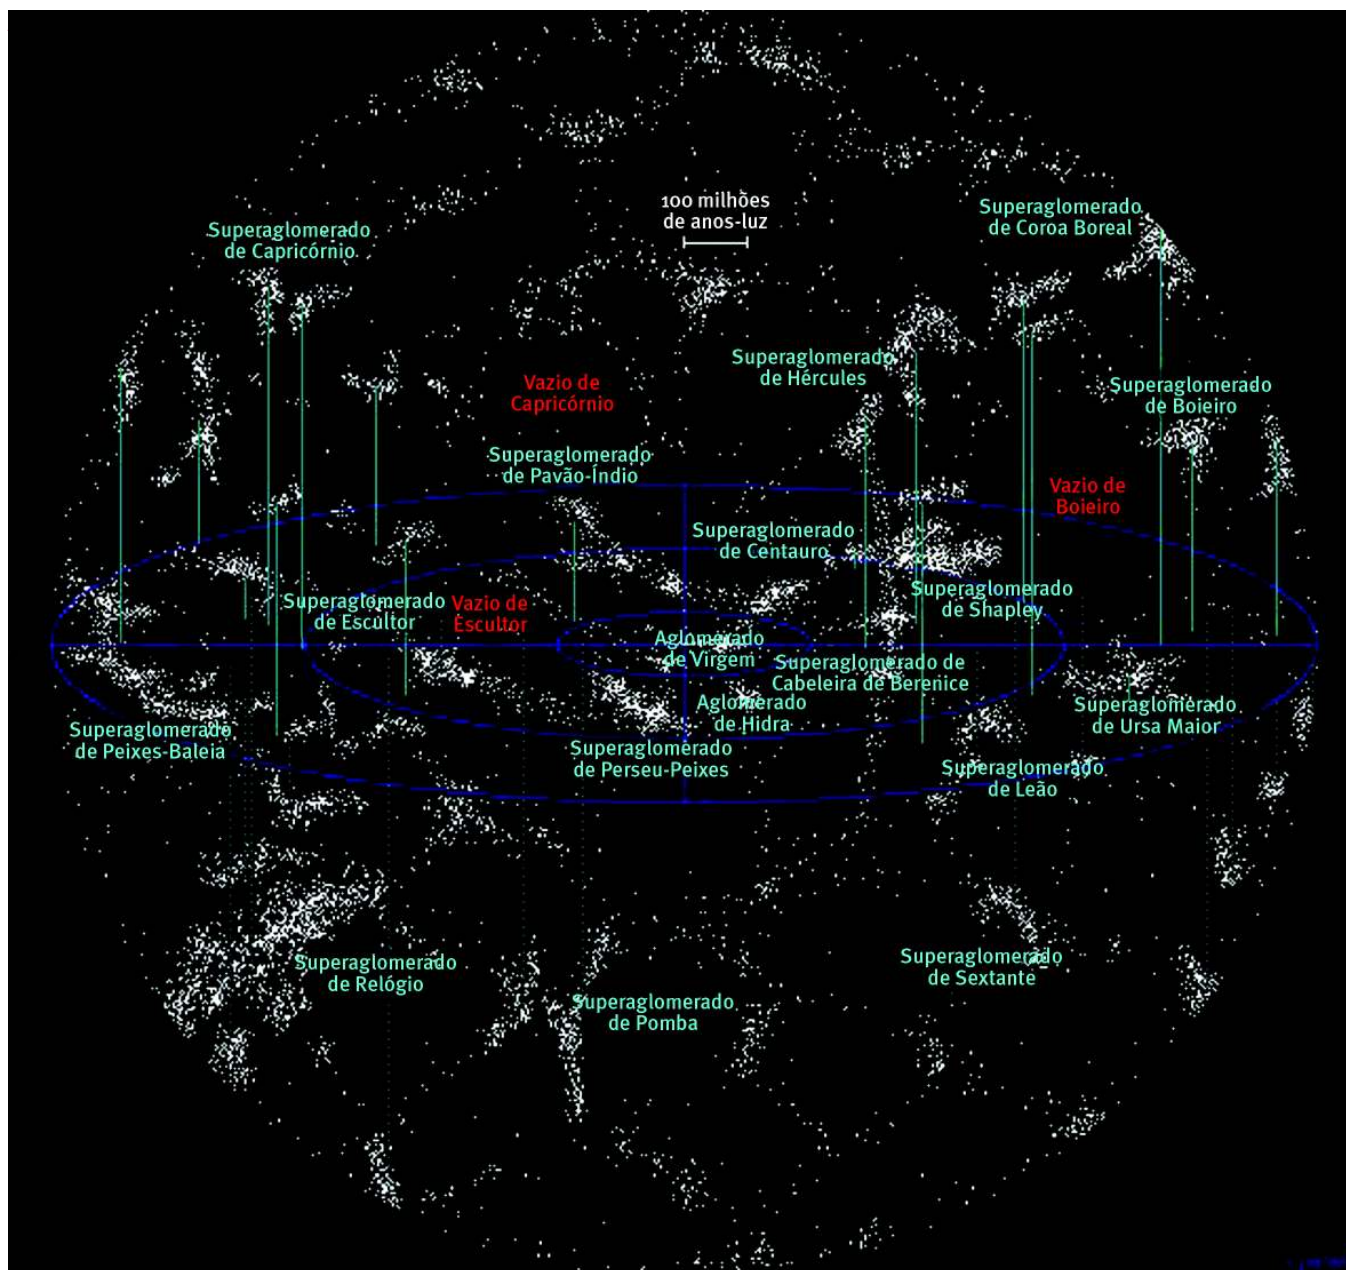 100 milhões
de anos-luz
Superaglomerado
de Coroa Boreal
Superaglomerado
de Capricórnio
Superaglomerado
de Hércules
Vazio de
Capricórnio
Superaglomerado
de Boieiro
Superaglomerado
de Pavão-Índio
Vazio de
Boieiro
Superaglomerado
de Centauro
Superaglomerado
de Shapley
Superaglomerado
de Escultor
Vazio de
Escultor
Aglomerado
de Virgem
Superaglomerado de
Cabeleira de Berenice
Aglomerado
de Hidra
Superaglomerado
de Ursa Maior
Superaglomerado
de Peixes-Baleia
Superaglomerado
de Perseu-Peixes
Superaglomerado
de Leão
Superaglomerado
de Relógio
Superaglomerado
de Sextante
Superaglomerado
de Pomba